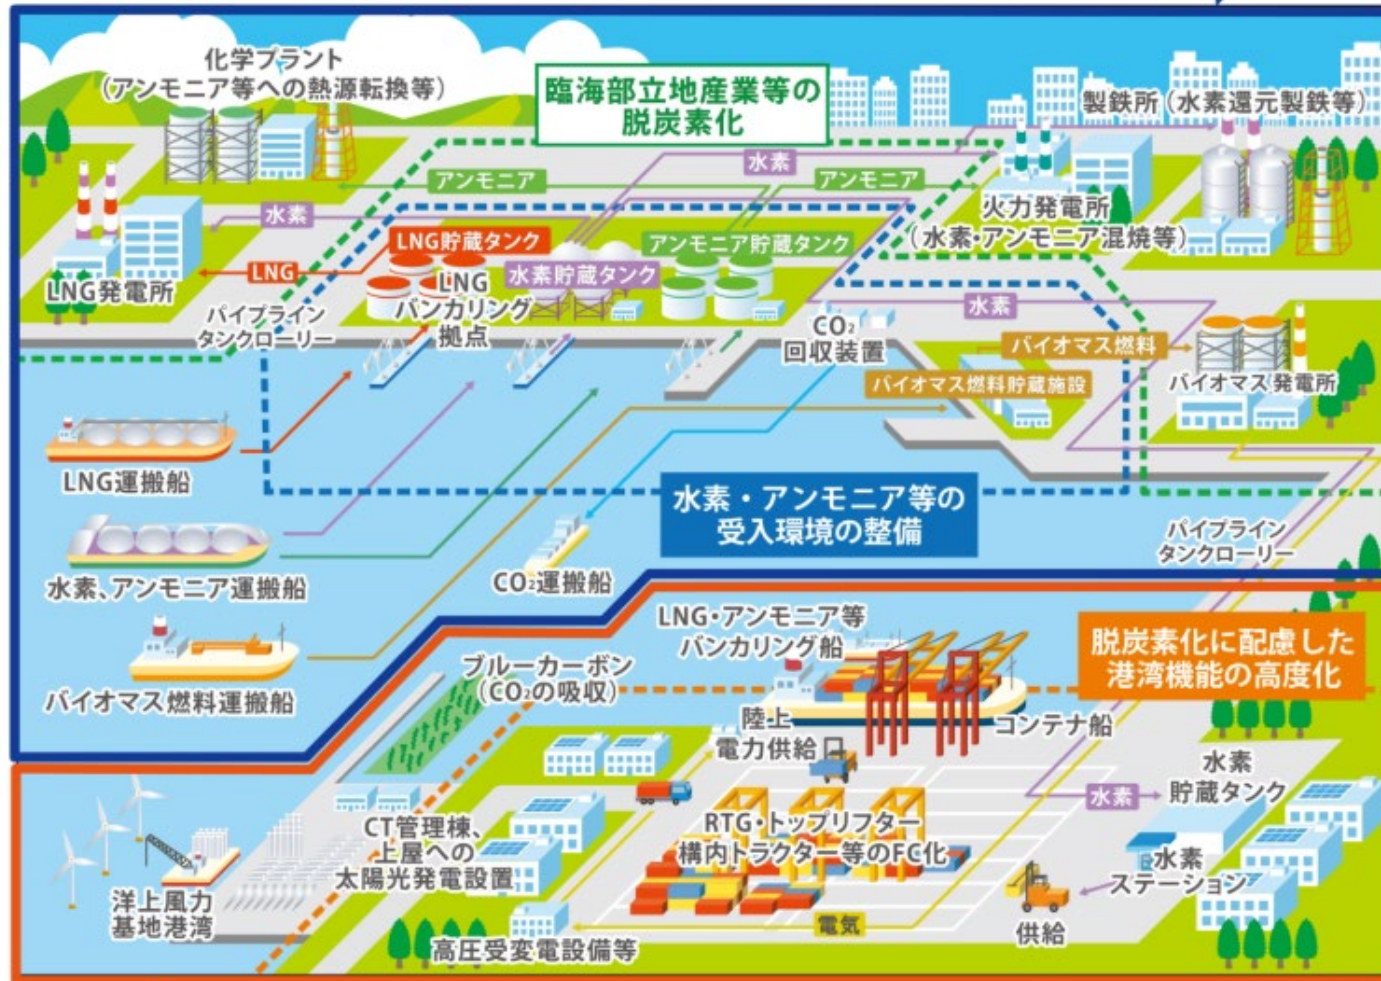 化学プラント
（アンモニア等への熱源転換等）
臨海部立地産業等の
脱炭素化
製鉄所（水素還元製鉄等）
水素
アンモニア
アンモニア
水素
火力発電所
（水素・アンモニア混焼等）
LNG貯蔵タンク
アンモニア貯蔵タンク
水素貯蔵タンク
LNG
LNG発電所
LNG
バンカリング
拠点
パイプライン
タンクローリー
CO2
回収装置
水素
バイオマス燃料
バイオマス燃料貯蔵施設
バイオマス発電所
LNG運搬船
水素・アンモニア等の
受入環境の整備
パイプライン
タンクローリー
水素、アンモニア運搬船
CO2運搬船
LNG・アンモニア等
バンカリング船
脱炭素化に配慮した
港湾機能の高度化
ブルーカーボン
（CO2の吸収）
バイオマス燃料運搬船
陸上
電力供給
コンテナ船
水素
貯蔵タンク
水素
CT管理棟、
上屋への
太陽光発電設置
RTG・トップリフター
構内トラクター等のFC化
水素
ステーション
洋上風力
基地港湾
電気
供給
高圧受変電設備等